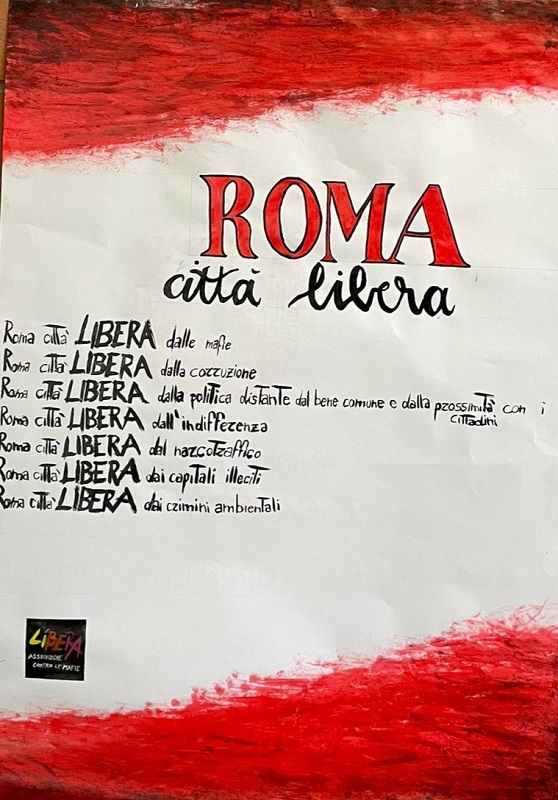 ROMA
città libera
Roma città LIBERA dalle mafie
Roma città LIBERA dalla corruzione
Roma città LIBERA dalla politica distante dal bene comune e dalla prossimità con i
cittadini
Roma città LIBERA dall'indifferenza
Roma città LIBERA dal narcotraffico
Roma città LIBERA dai capitali illeciti
Roma città LIBERA dai crimini ambientali
LIBERA
ASSOCIAZIONI
CONTRO LE MAFIE